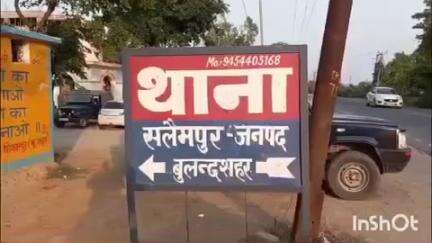 Mo: 9454403168
थाना
सलैमपुर-जनपद
बुलन्दशहर
का
ओ
का
नाओ
InShOt